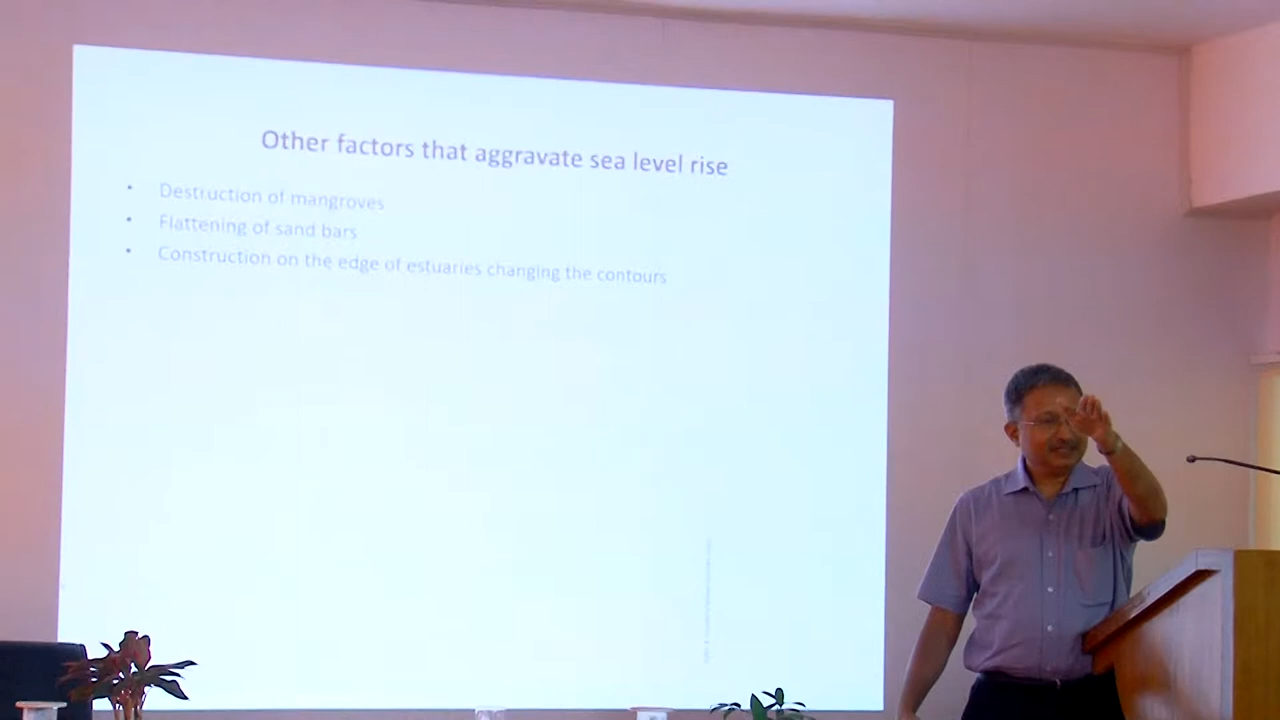 Other factors that aggravate sea level rise
• Destruction of mangroves
• Flattening of sand bars
• Construction on the edge of estuaries changing the contours